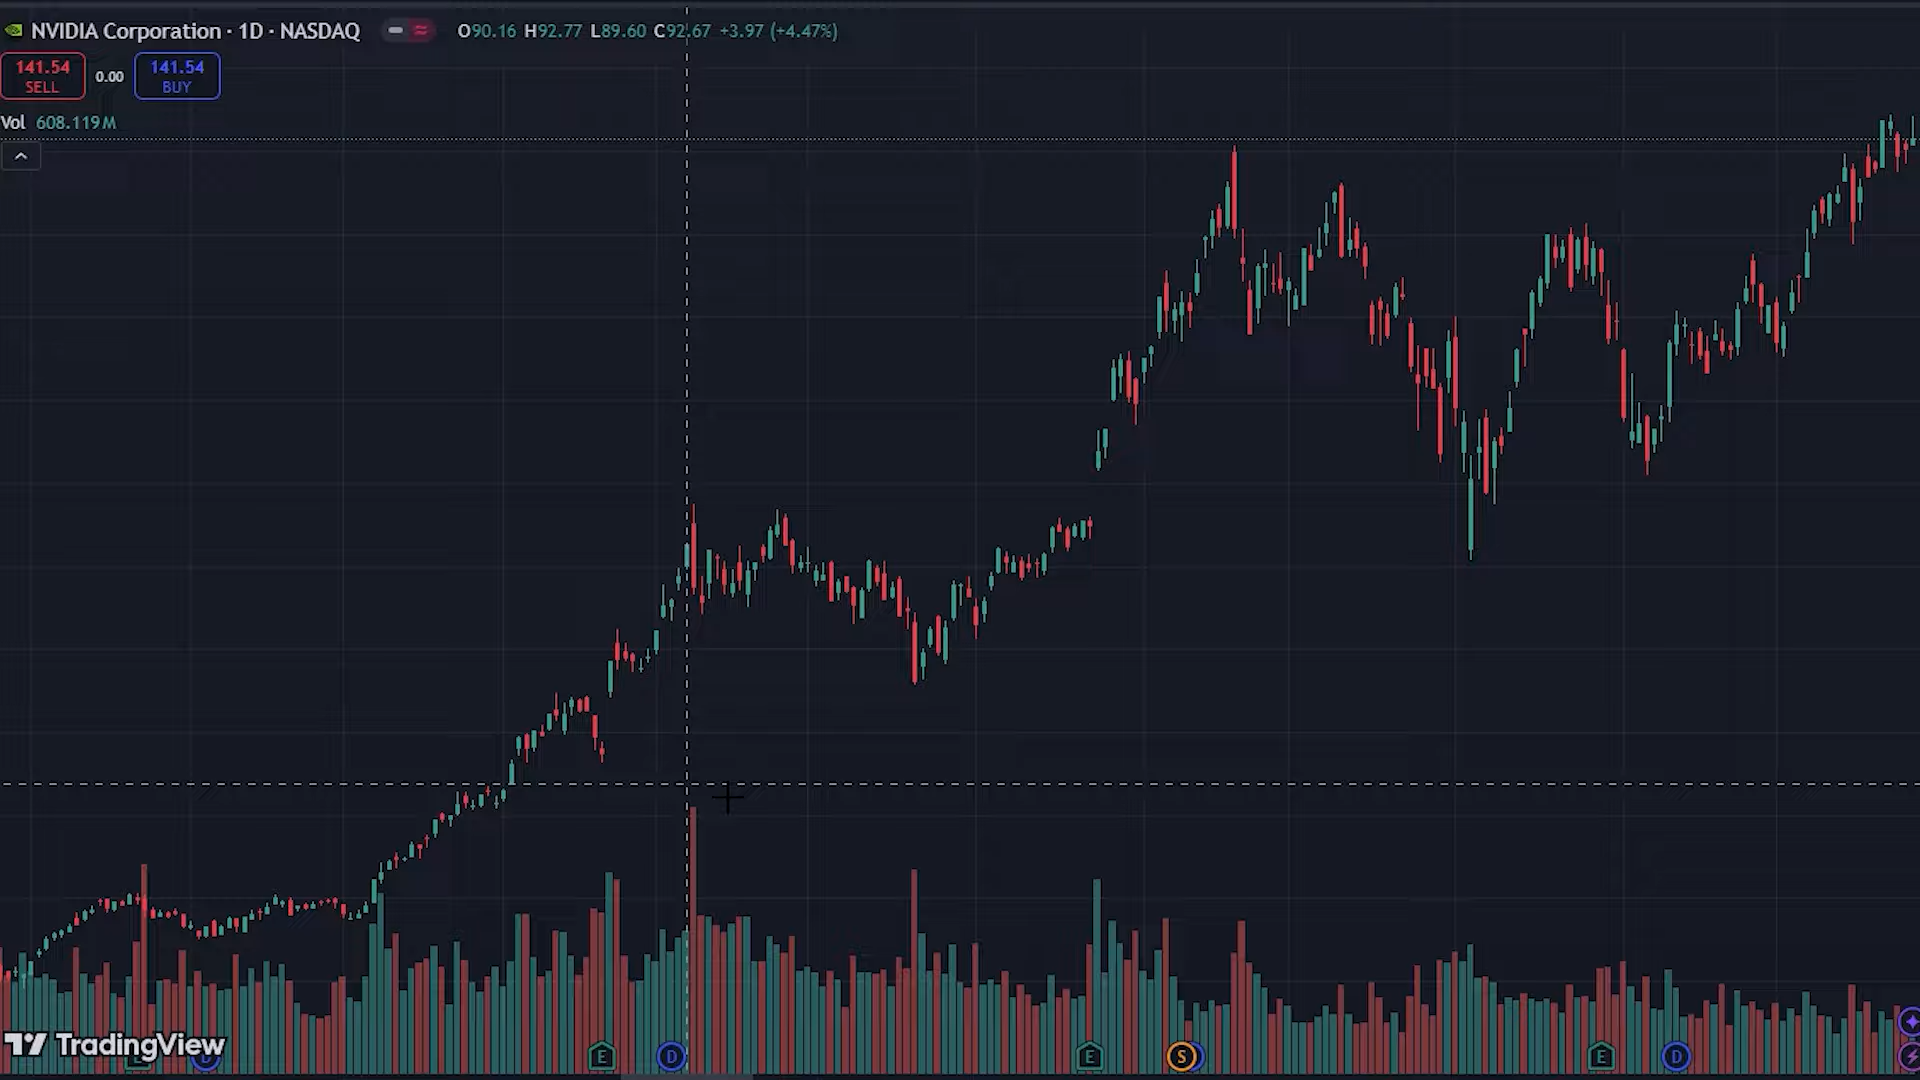 NVIDIA Corporation · 1D · NASDAQ O90.16 H92.77 L89.60 C92.67 +3.97 (+4.47%)
141.54 0.00 141.54
SELL BUY
Vol 608.119M
TradingView
E D E D E S E D